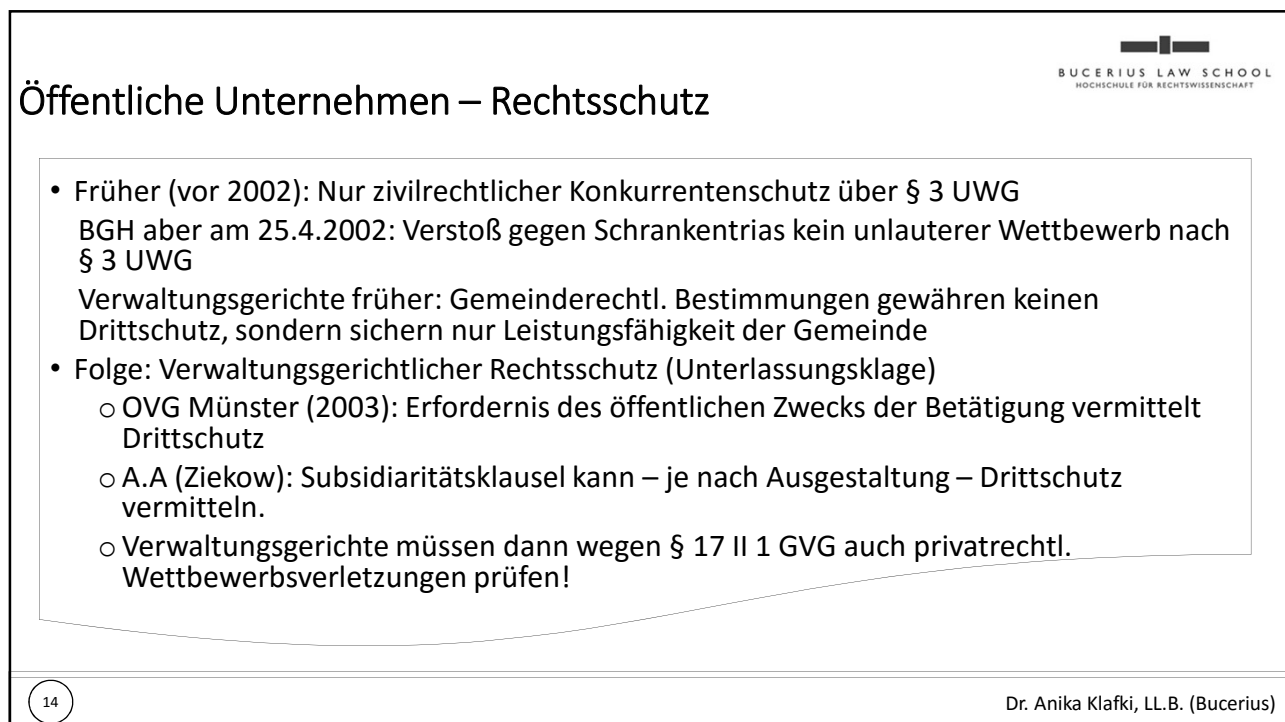 BUCERIUS LAW SCHOOL
HOCHSCHULE FÜR RECHTSWISSENSCHAFT
Öffentliche Unternehmen – Rechtsschutz
• Früher (vor 2002): Nur zivilrechtlicher Konkurrentenschutz über § 3 UWG
BGH aber am 25.4.2002: Verstoß gegen Schrankentrias kein unlauterer Wettbewerb nach
§ 3 UWG
Verwaltungsgerichte früher: Gemeinderechtl. Bestimmungen gewähren keinen
Drittschutz, sondern sichern nur Leistungsfähigkeit der Gemeinde
• Folge: Verwaltungsgerichtlicher Rechtsschutz (Unterlassungsklage)
o OVG Münster (2003): Erfordernis des öffentlichen Zwecks der Betätigung vermittelt
Drittschutz
o A.A (Ziekow): Subsidiaritätsklausel kann – je nach Ausgestaltung – Drittschutz
vermitteln.
o Verwaltungsgerichte müssen dann wegen § 17 II 1 GVG auch privatrechtl.
Wettbewerbsverletzungen prüfen!
14
Dr. Anika Klafki, LL.B. (Bucerius)